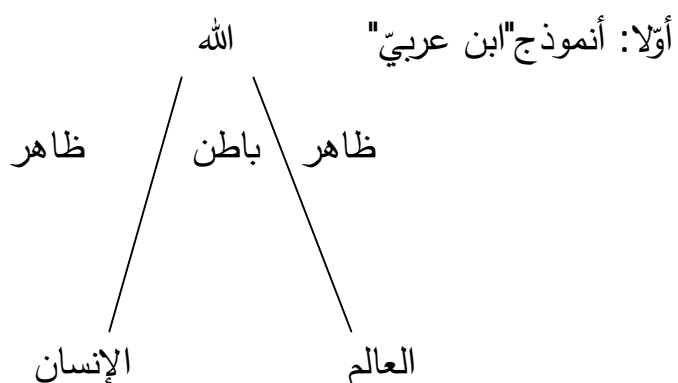 أوّلا: أنموذج"ابن عربيّ"
الله
ظاهر باطن ظاهر
العالم الإنسان